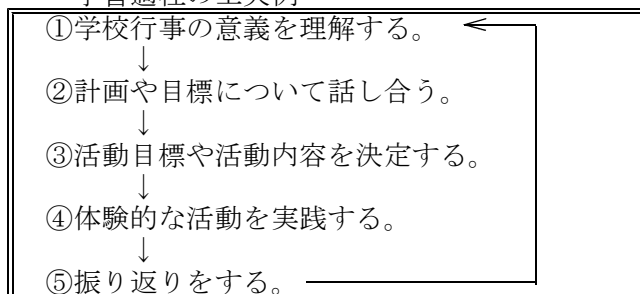 ①学校行事の意義を理解する。
↓
②計画や目標について話し合う。
↓
③活動目標や活動内容を決定する。
↓
④体験的な活動を実践する。
↓
⑤振り返りをする。